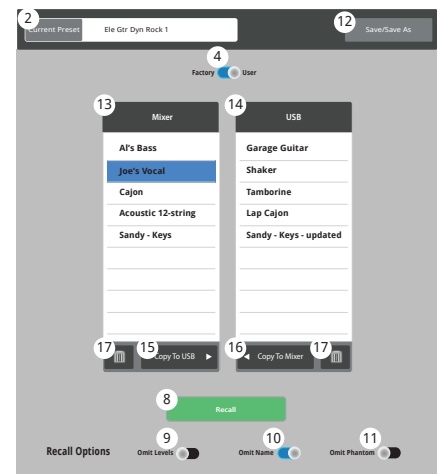 2 12
Current Preset Ele Gtr Dyn Rock 1 Save/Save As
4
Factory User
13 14
Mixer USB
Al's Bass Garage Guitar
Joe's Vocal Shaker
Cajon Tamborine
Acoustic 12-string Lap Cajon
Sandy - Keys Sandy - Keys - updated
17 15 16 17
Copy To USB Copy To Mixer
8
Recall
9 10 11
Recall Options Omit Levels Omit Name Omit Phantom